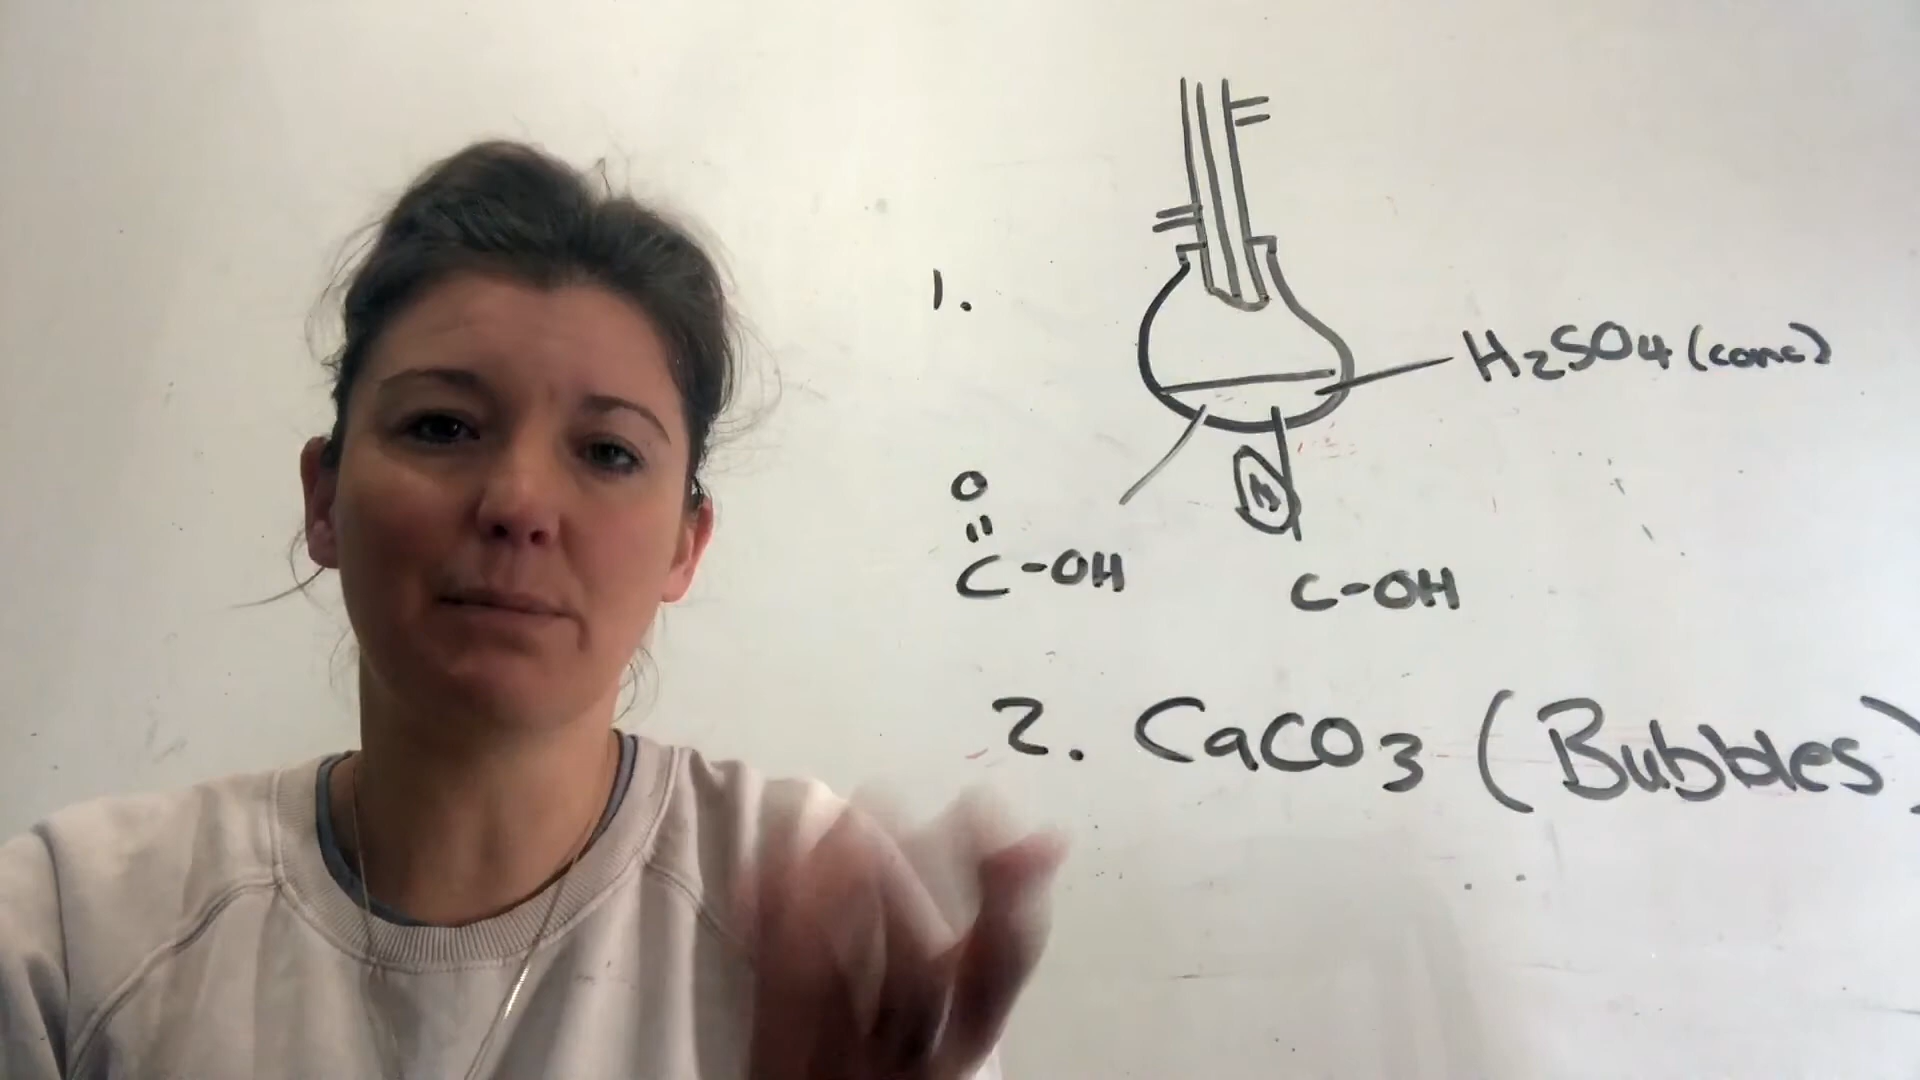 1.
H2SO4 (conc)
O
=
C-OH
C-OH
2. CaCO3 (Bubbles)